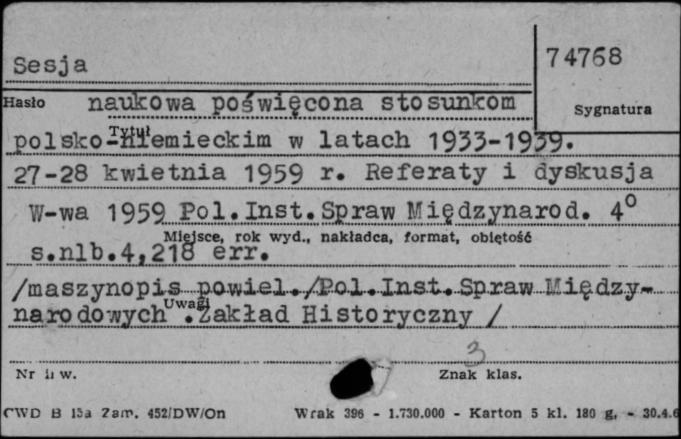 74768
Sesja
Hasło naukowa poświęcona stosunkom
Sygnatura
Tytuł
polsko-niemieckim w latach 1933-1939.
27-28 kwietnia 1959 r. Referaty i dyskusja
W-wa 1959 Pol.Inst.Spraw Międzynarod. 4°
Miejsce, rok wyd., nakładca, format, objętość
s.nlb.4,218 err.
/maszynopis powiel./Pol.Inst.Spraw Między-
Uwagi
narodowych .Zakład Historyczny /
3
Nr inw. Znak klas.
CWD B 15a Zam. 452/DW/On Wrak 396 - 1.730.000 - Karton 5 kl. 180 g. - 30.4.6